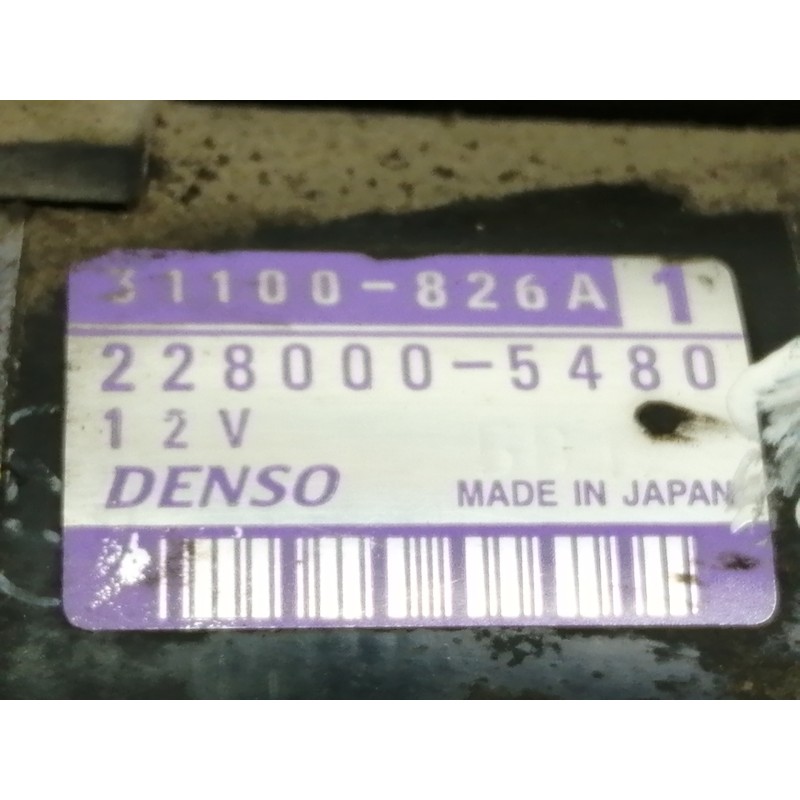 31100-826A 1
228000-5480
12V
DENSO MADE IN JAPAN